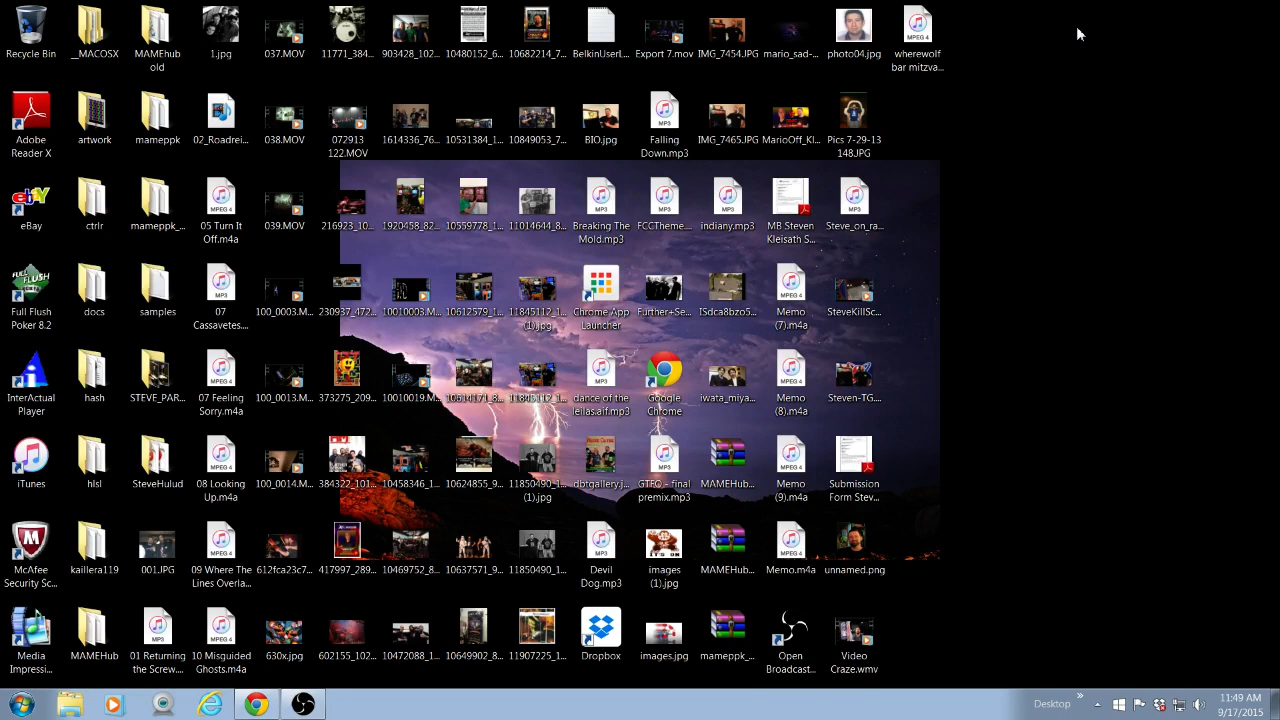 Recycle Bin
__MACOSX
MAMEHub
old
1.jpg
037.MOV
11771_384...
903428_102...
10480152_6...
10682214_7...
BelkinUserI...
Export 7.mov
IMG_7454.JPG
mario_sad-...
photo04.jpg
wherewolf
bar mitzva...
Adobe
Reader X
artwork
mameppk
02_Roadrei...
038.MOV
072913
122.MOV
1614336_76...
10531384_1...
10849053_7...
BIO.jpg
Falling
Down.mp3
IMG_7465.JPG
MarioOff_Kl...
Pics 7-29-13
148.JPG
eBay
ctrlr
mameppk_...
05 Turn It
Off.m4a
039.MOV
216923_10...
1920458_82...
10559778_1...
11014644_8...
Breaking The
Mold.mp3
FCCTheme....
indiany.mp3
MB Steven
Kleisath S...
Steve_on_ra...
FULL
FLUSH
POKER
Full Flush
Poker 8.2
docs
samples
07
Cassavetes....
100_0003.M...
230937_472...
10010003.M...
10612579_1...
11845112_1...
(1).jpg
Chrome App
Launcher
Further+Se...
ISdca8bzo5...
Memo
(7).m4a
SteveKillSc...
InterActual
Player
hash
STEVE_PAR...
07 Feeling
Sorry.m4a
100_0013.M...
373275_209...
10010019.M...
10614171_8...
11845112_1...
dance of the
leilas.aif.mp3
Google
Chrome
iwata_miya...
Memo
(8).m4a
Steven-TG....
iTunes
hlsl
SteveHulud
08 Looking
Up.m4a
100_0014.M...
384322_101...
10458346_1...
10624855_9...
11850490_1...
(1).jpg
dbtgallery.j...
GTFO - final
premix.mp3
MAMEHub...
Memo
(9).m4a
Submission
Form Stev...
McAfee
Security Sc...
kaillera119
001.JPG
09 Where The
Lines Overla...
612fca23c7...
417997_289...
10469752_8...
10637571_9...
11850490_1...
Devil
Dog.mp3
IT'S ON
images
(1).jpg
MAMEHub...
Memo.m4a
unnamed.png
Media
Impressi...
MAMEHub
01 Returning
the Screw....
10 Misguided
Ghosts.m4a
630x.jpg
602155_102...
10472088_1...
10649902_8...
11907225_1...
Dropbox
images.jpg
mameppk_...
Open
Broadcast...
Video
Craze.wmv
Desktop
11:49 AM
9/17/2015